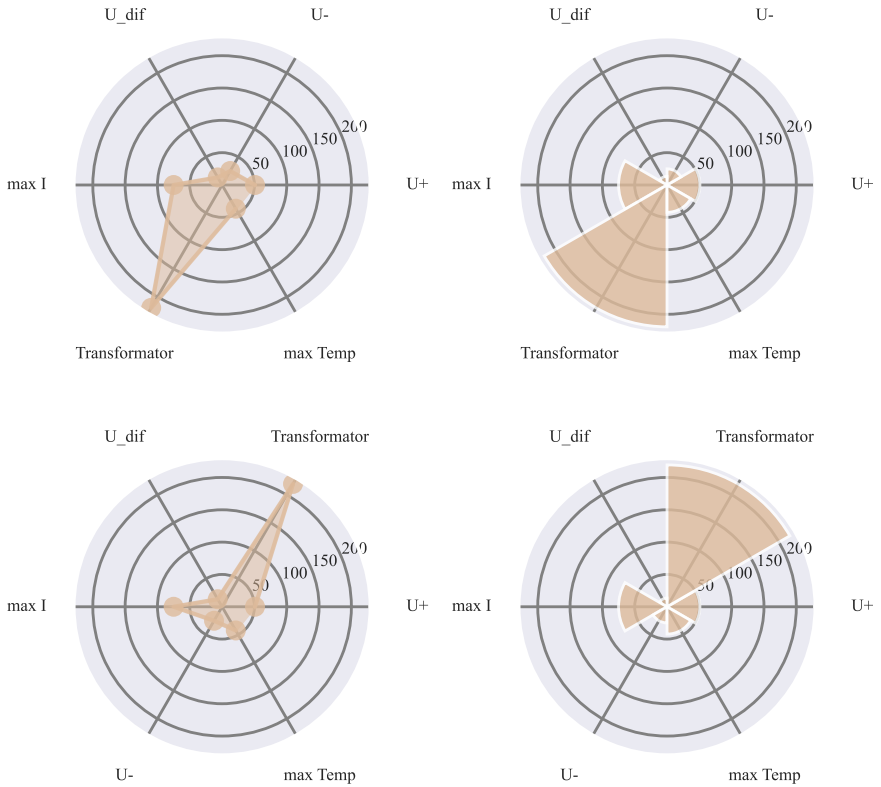 U_dif U- U_dif U-
50 100 150 200 50 100 150 200
max I U+ max I U+
Transformator max Temp Transformator max Temp
U_dif Transformator U_dif Transformator
50 100 150 200 50 100 150 200
max I U+ max I U+
U- max Temp U- max Temp